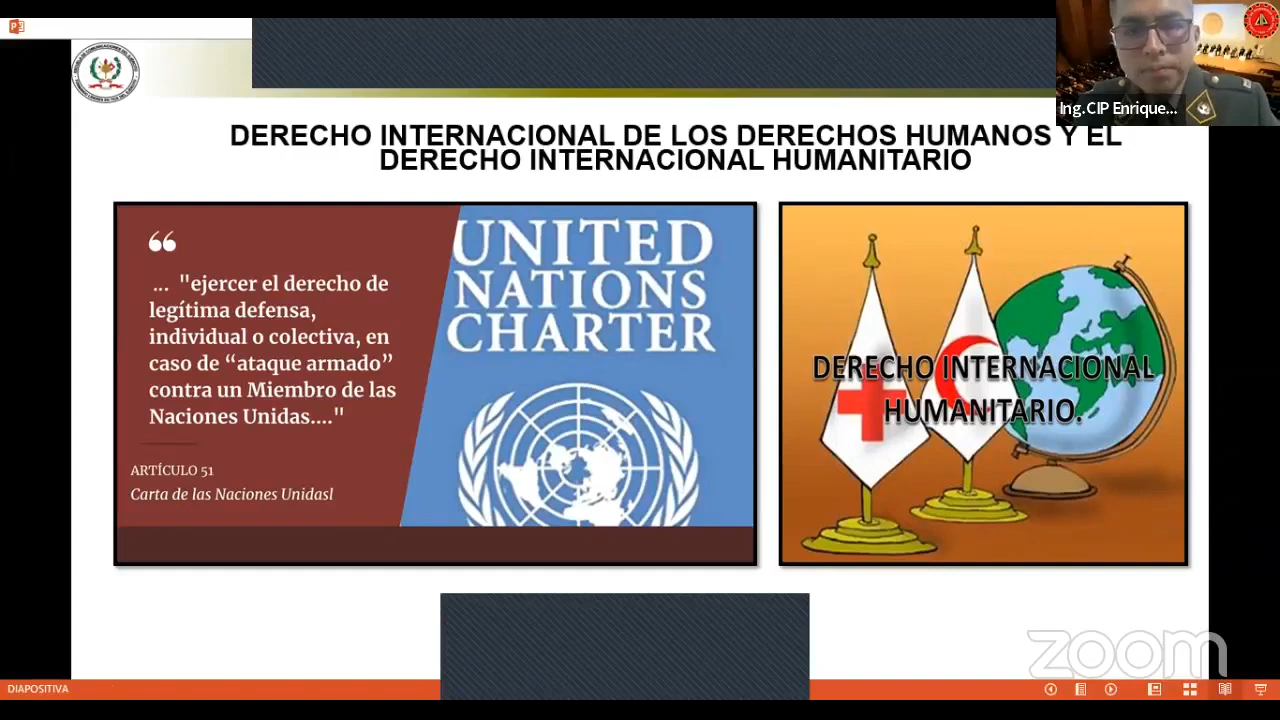 Ing.CIP Enrique...
DERECHO INTERNACIONAL DE LOS DERECHOS HUMANOS Y EL
DERECHO INTERNACIONAL HUMANITARIO
“
... "ejercer el derecho de
legítima defensa,
individual o colectiva, en
caso de “ataque armado”
contra un Miembro de las
Naciones Unidas...."
ARTÍCULO 51
Carta de las Naciones Unidasl
UNITED
NATIONS
CHARTER
DERECHO INTERNACIONAL
HUMANITARIO.
zoom
DIAPOSITIVA